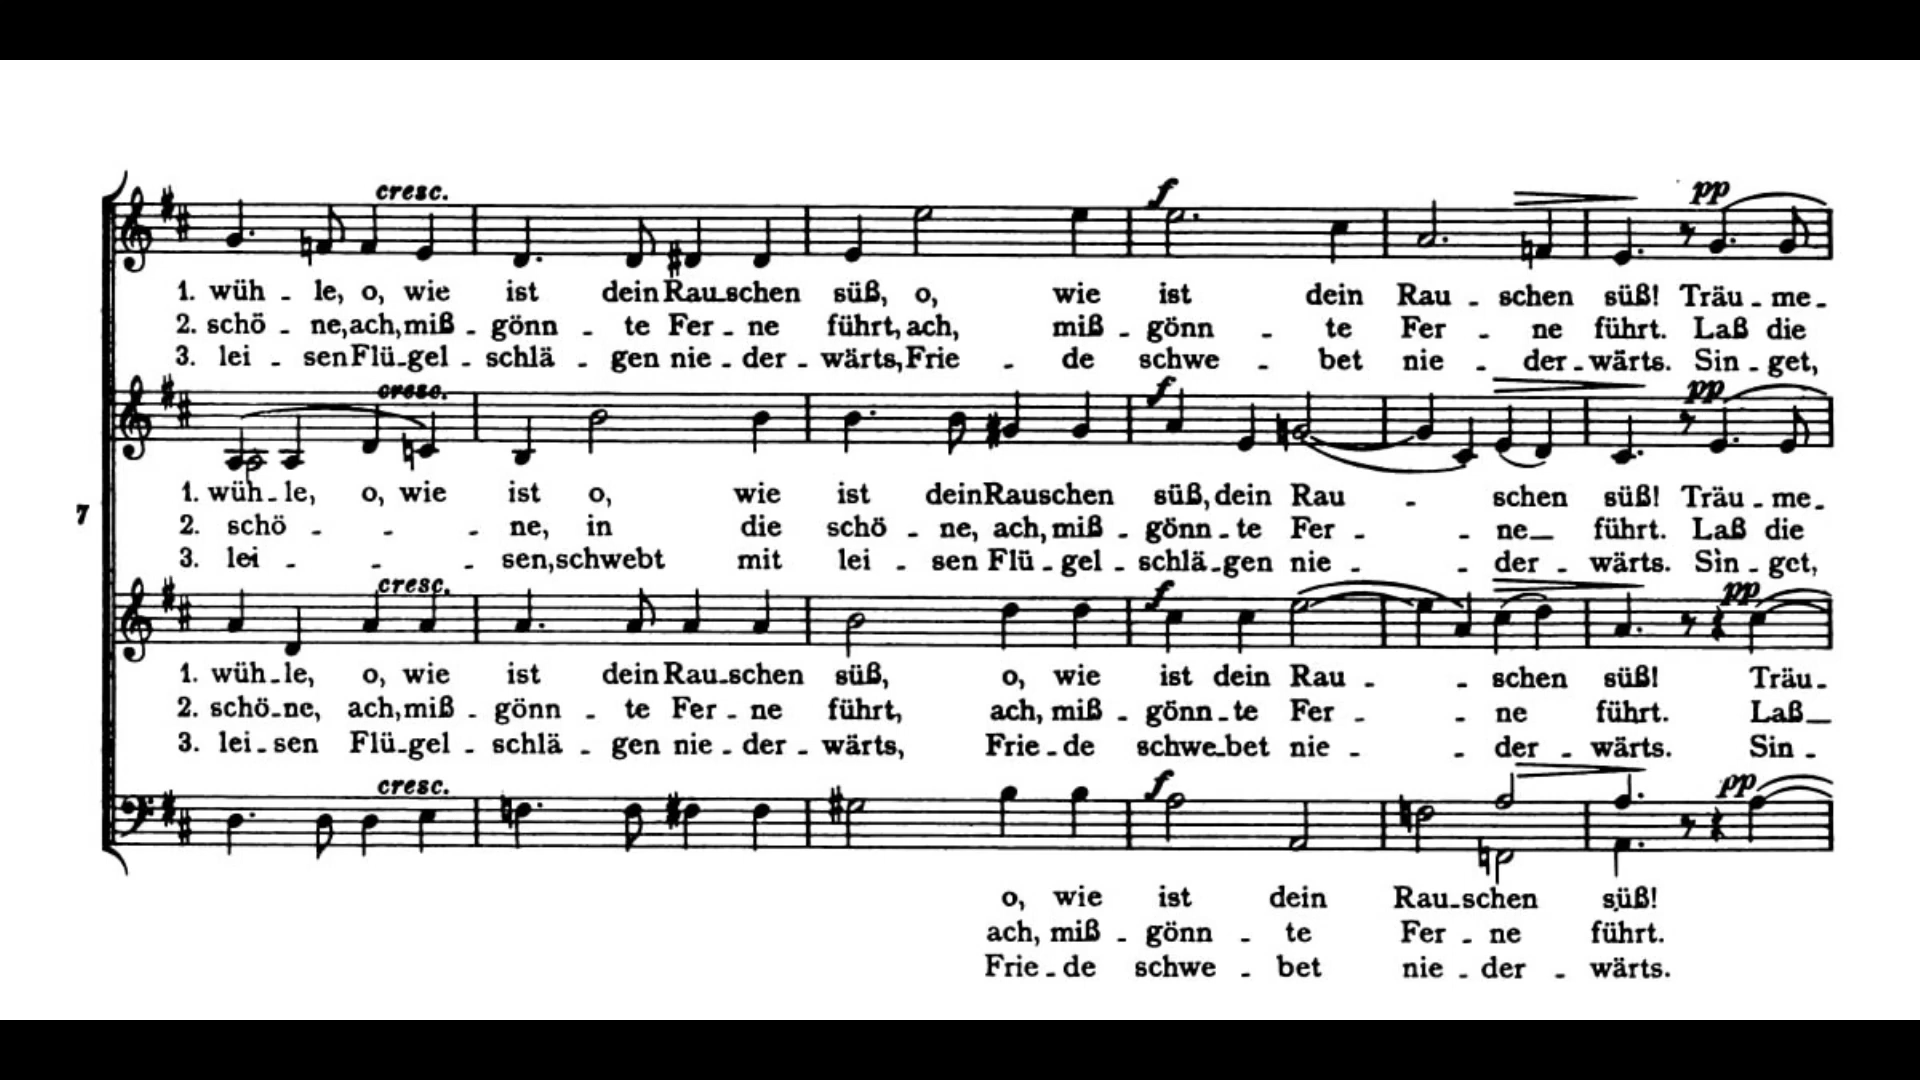 cresc. f pp
1. wüh - le, o, wie ist dein Rau-schen süß, o, wie ist dein Rau - schen süß! Träu - me-
2. schö - ne, ach, miß - gönn - te Fer - ne führt, ach, miß - gönn - te Fer - ne führt. Laß die
3. lei - sen Flü-gel - schlä - gen nie - der - wärts, Frie - de schwe - bet nie - der - wärts. Sin - get,
cresc. f pp
1. wüh - le, o, wie ist o, wie ist dein Rauschen süß, dein Rau - schen süß! Träu - me-
2. schö - - - ne, in die schö - ne, ach, miß - gönn - te Fer - - ne führt. Laß die
7
3. lei - - - sen, schwebt mit lei - sen Flü - gel - schlä - gen nie - - der - wärts. Sin - get,
cresc. f pp
1. wüh - le, o, wie ist dein Rau-schen süß, o, wie ist dein Rau - - schen süß! Träu-
2. schö - ne, ach, miß - gönn - te Fer - ne führt, ach, miß - gönn - te Fer - - ne führt. Laß
3. lei - sen Flü-gel - schlä - gen nie - der - wärts, Frie - de schwe-bet nie - - der - wärts. Sin -
cresc. f pp
o, wie ist dein Rau-schen süß!
ach, miß - gönn - te Fer - ne führt.
Frie - de schwe - bet nie - der - wärts.